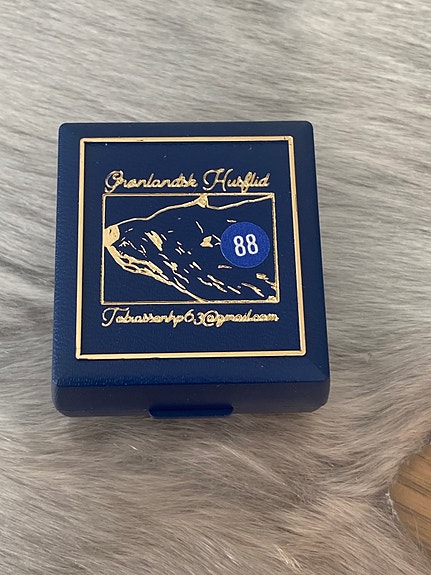 Grønlandsk Husflid
88
Tobiassenhp63@gmail.com